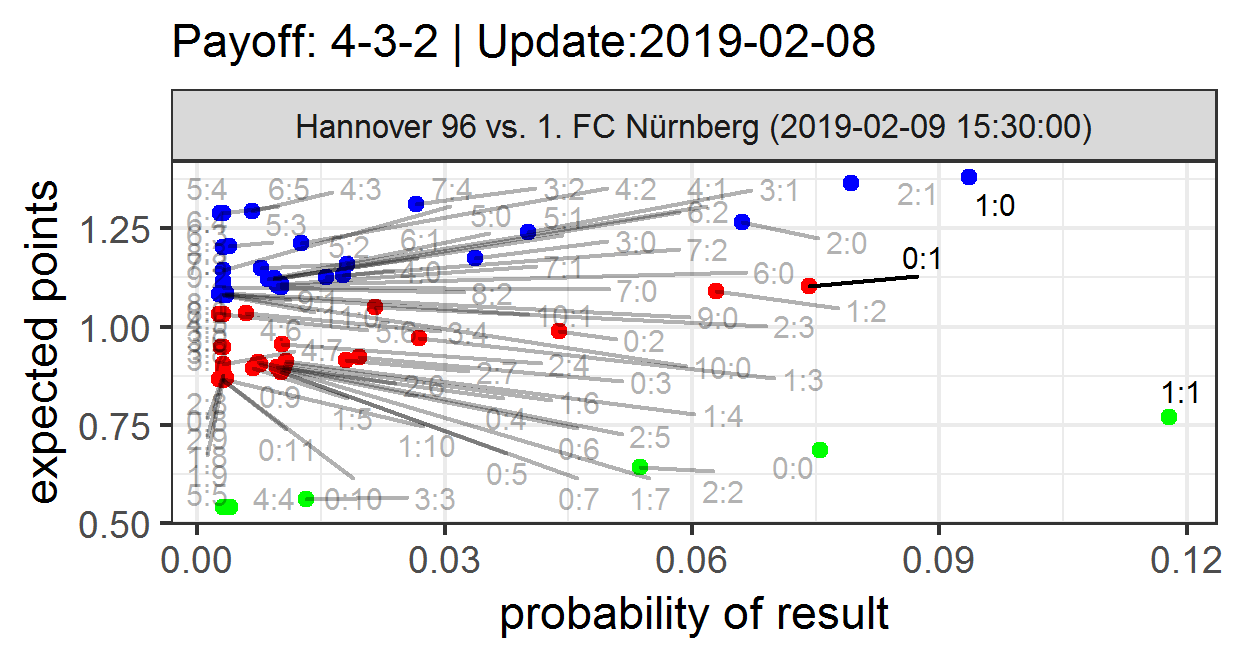 Payoff: 4-3-2 | Update:2019-02-08
Hannover 96 vs. 1. FC Nürnberg (2019-02-09 15:30:00)
expected points
1.25
1.00
0.75
0.50
5:4 6:5 4:3 7:4 3:2 4:2 4:1 3:1 2:1 1:0
5:3 5:0 5:1 6:2
5:2 6:1 3:0 7:2 2:0 0:1
4:0 7:1 6:0
9:1 8:2 7:0
11:0 10:1 9:0 2:3 1:2
4:6 5:6 3:4 0:2
4:7 2:4 10:0
2:6 2:7 0:3 1:3 1:1
0:9 1:6
1:5 0:4 1:4
0:11 1:10 0:6 2:5
0:5 0:0
5:5 4:4 0:10 3:3 0:7 1:7 2:2
0.00 0.03 0.06 0.09 0.12
probability of result